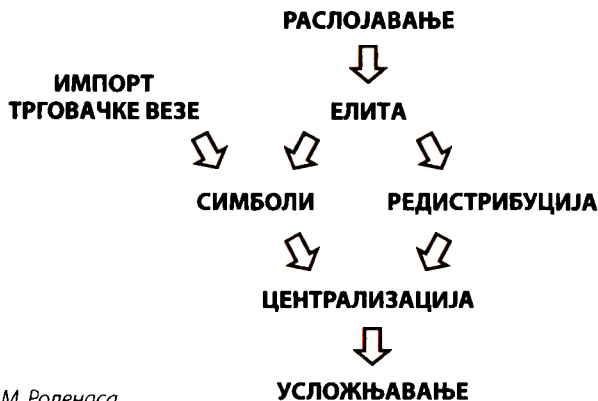 РАСЛОЈАВАЊЕ
ИМПОРТ
ТРГОВАЧКЕ ВЕЗЕ
ЕЛИТА
СИМБОЛИ
РЕДИСТРИБУЦИЈА
ЦЕНТРАЛИЗАЦИЈА
УСЛОЖЊАВАЊЕ
М.